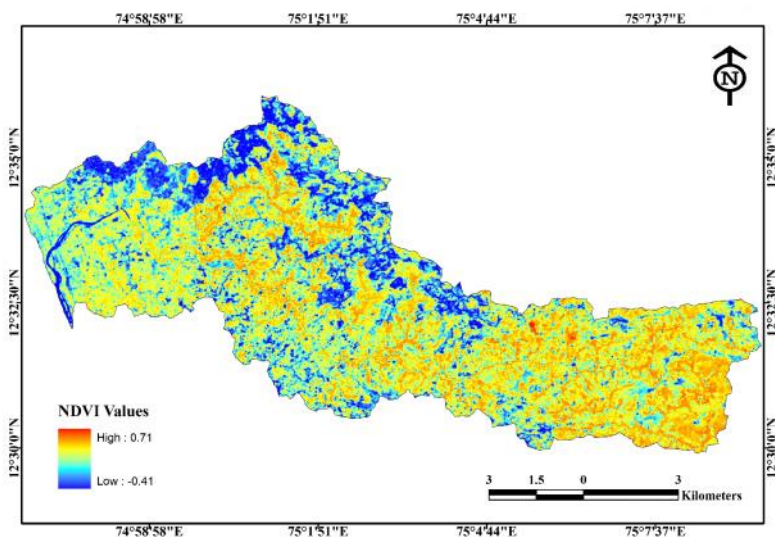 74°58'58"E 75°1'51"E 75°4'44"E 75°7'37"E
N
12°35'0"N 12°35'0"N
12°32'30"N 12°32'30"N
12°30'0"N 12°30'0"N
NDVI Values
High : 0.71
Low : -0.41
3 1.5 0 3
Kilometers
74°58'58"E 75°1'51"E 75°4'44"E 75°7'37"E